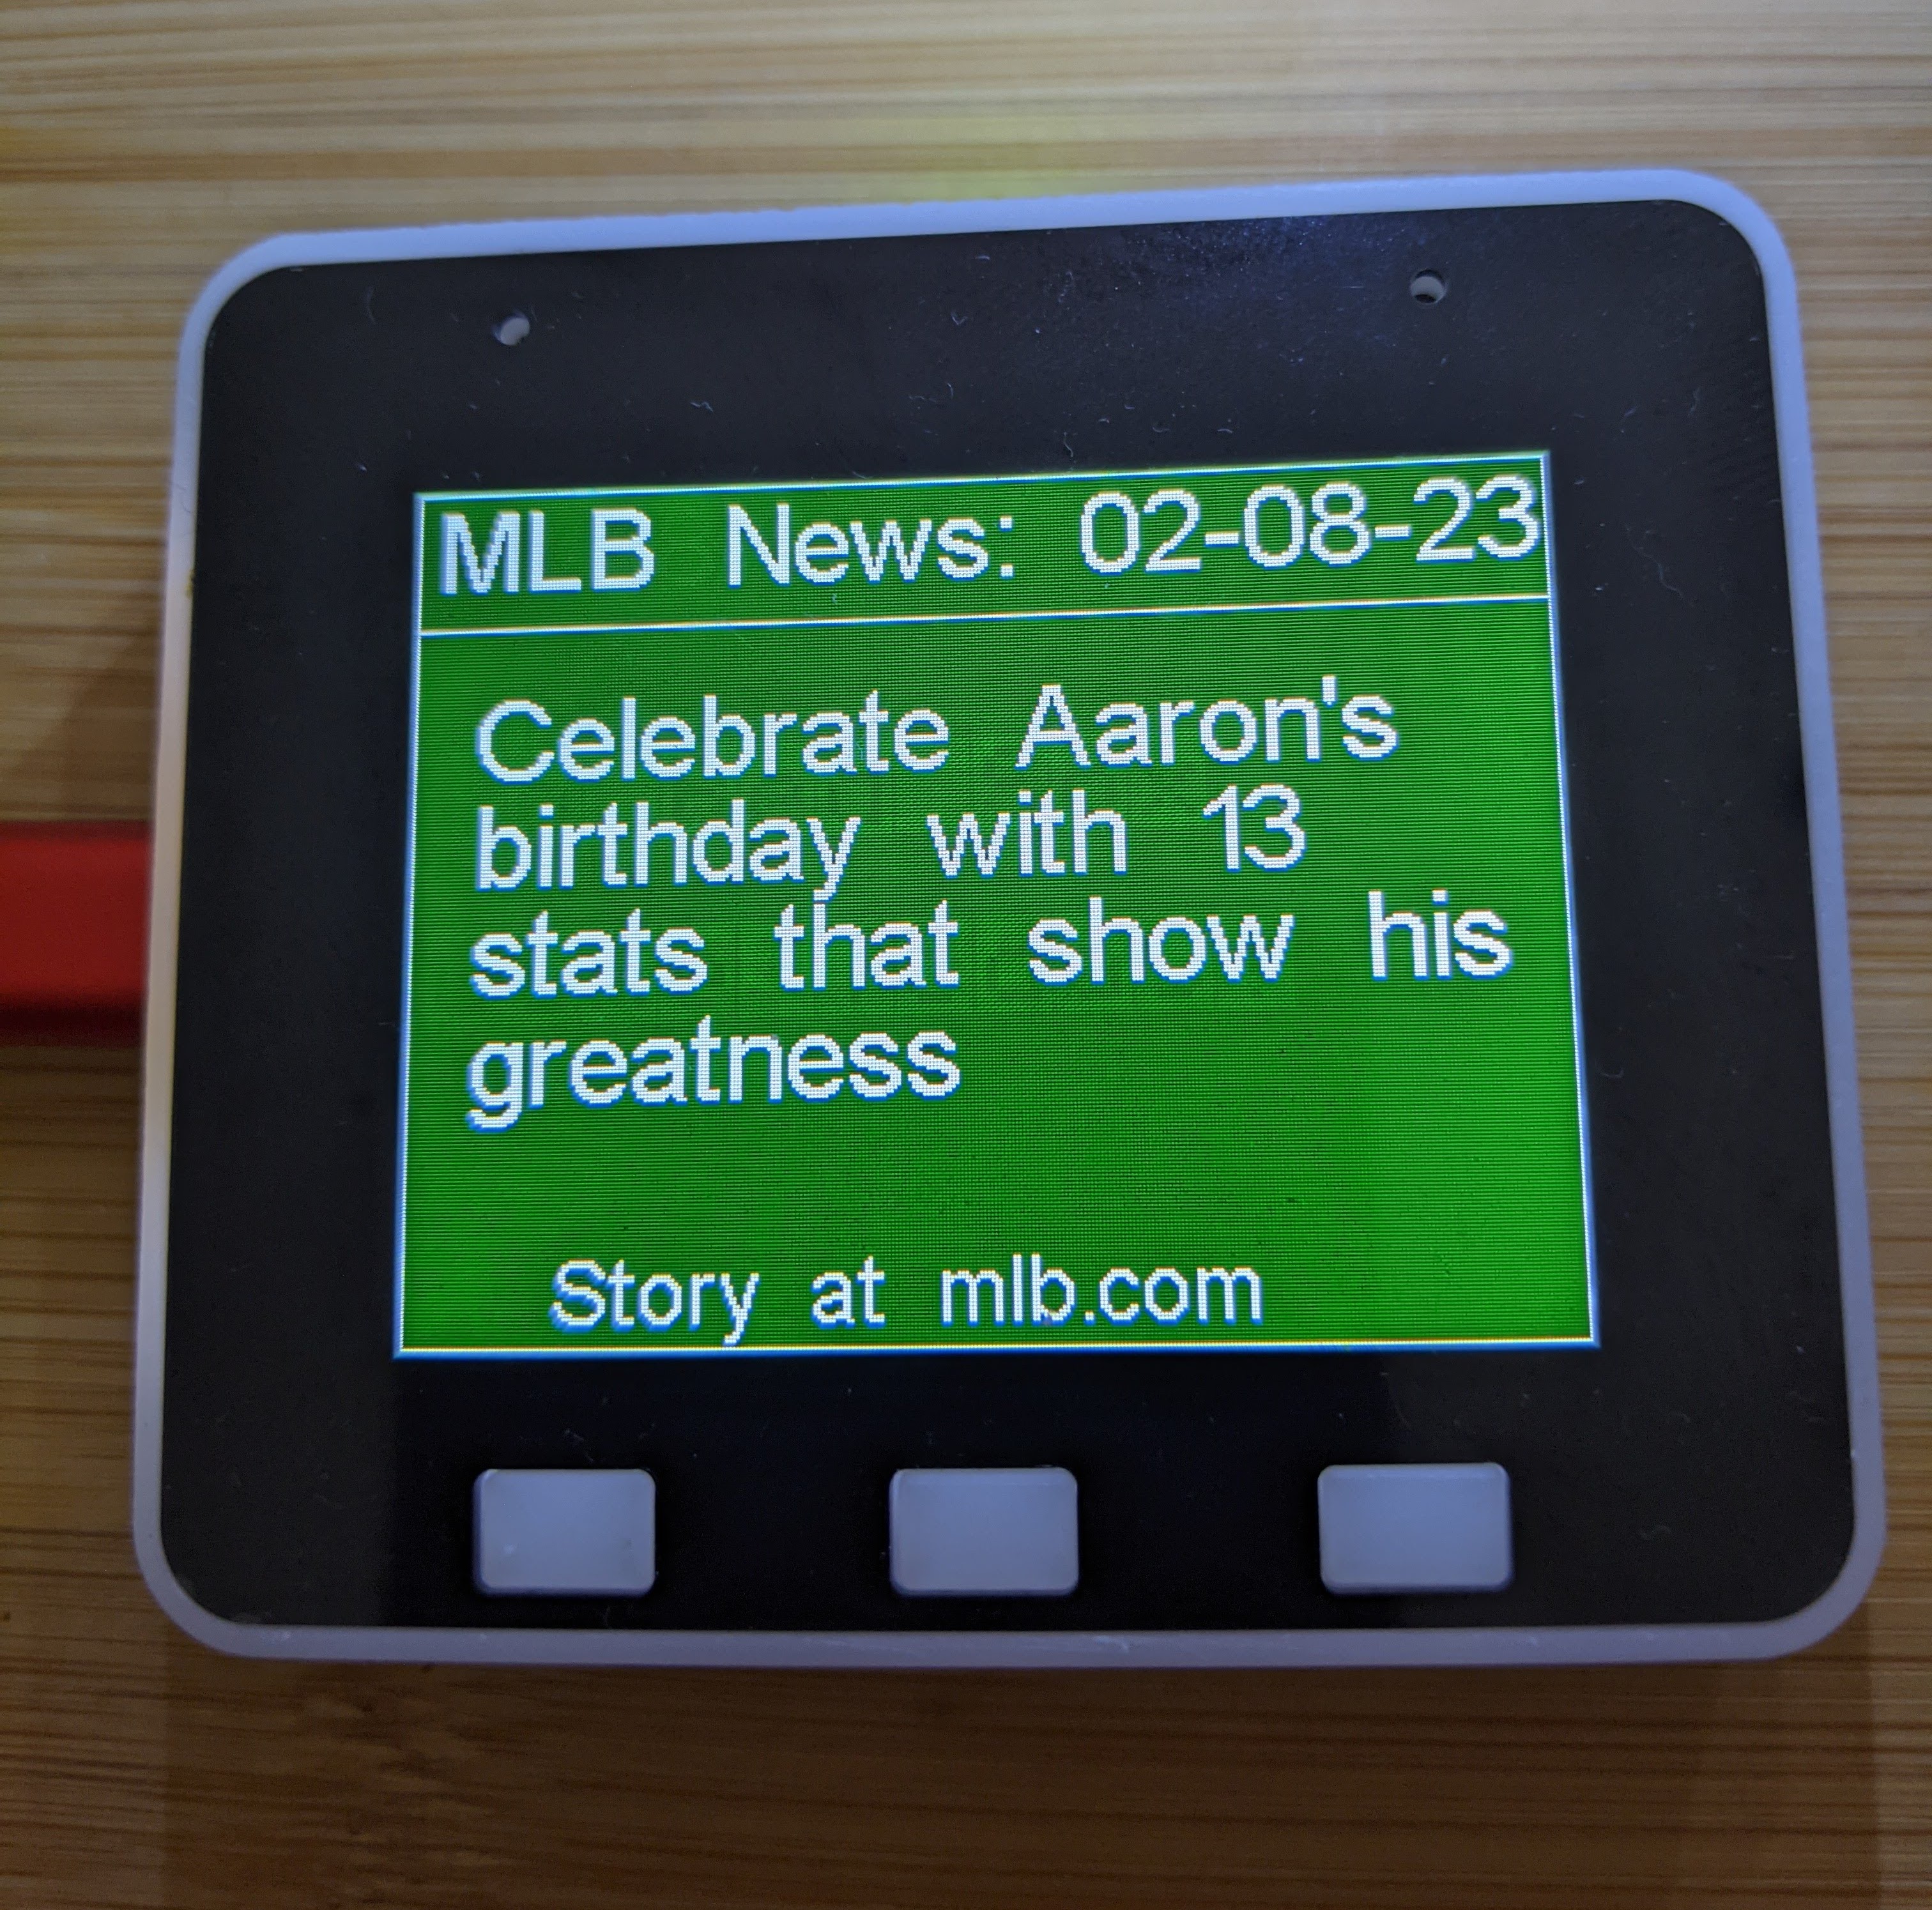 MLB News: 02-08-23
Celebrate Aaron's
birthday with 13
stats that show his
greatness
Story at mlb.com